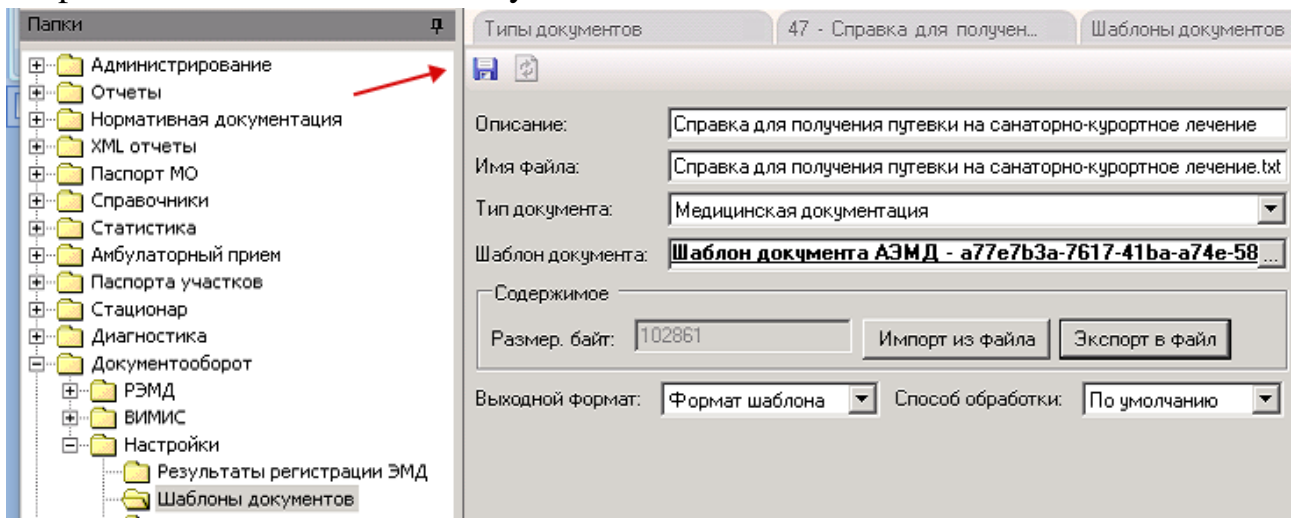 Папки
Администрирование
Отчеты
Нормативная документация
XML отчеты
Паспорт МО
Справочники
Статистика
Амбулаторный прием
Паспорта участков
Стационар
Диагностика
Документооборот
РЭМД
ВИМИС
Настройки
Результаты регистрации ЭМД
Шаблоны документов
Типы документов 47 - Справка для получен... Шаблоны документов
Описание: Справка для получения путевки на санаторно-курортное лечение
Имя файла: Справка для получения путевки на санаторно-курортное лечение.txt
Тип документа: Медицинская документация
Шаблон документа: Шаблон документа АЭМД - a77e7b3a-7617-41ba-a74e-58 ...
Содержимое
Размер. байт: 102861 Импорт из файла Экспорт в файл
Выходной формат: Формат шаблона Способ обработки: По умолчанию